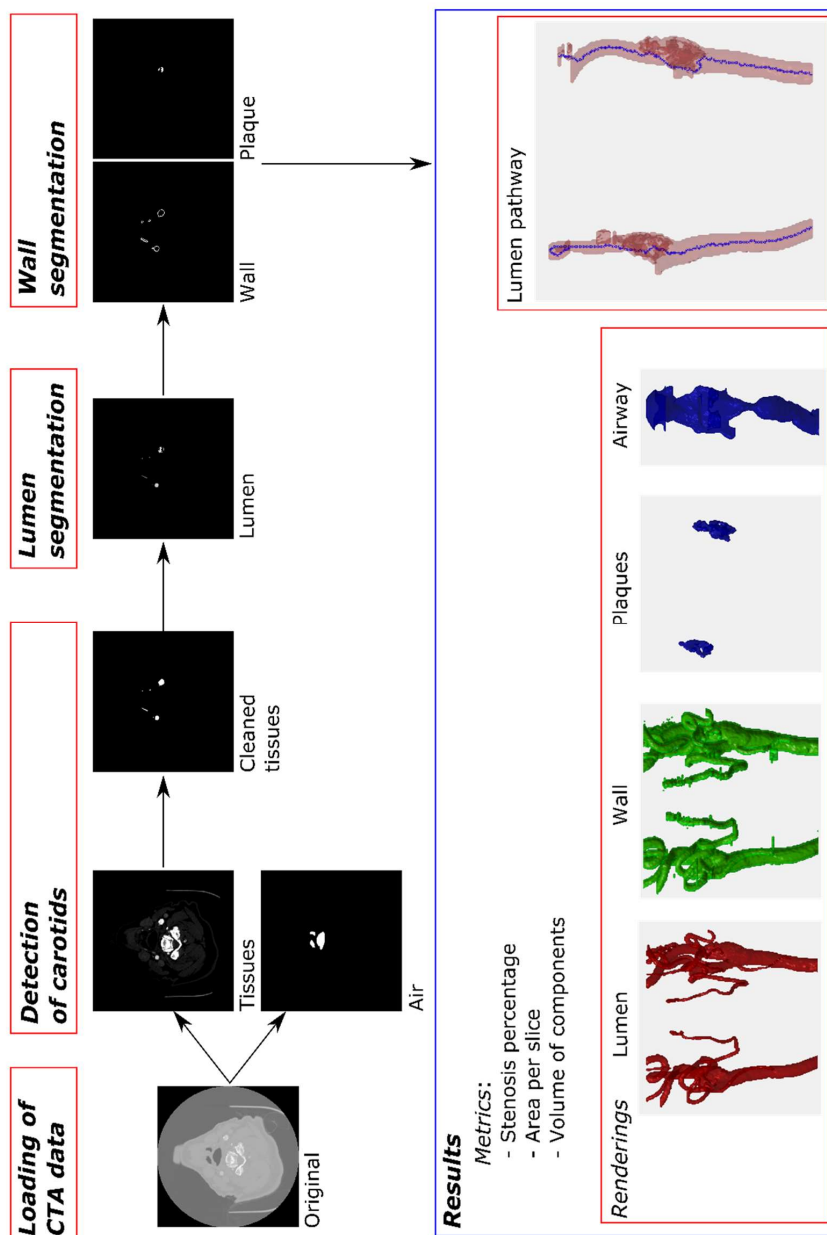 Loading of
CTA data
Detection
of carotids
Lumen
segmentation
Wall
segmentation
Original
Tissues
Air
Cleaned
tissues
Lumen
Wall
Plaque
Results
Metrics:
- Stenosis percentage
- Area per slice
- Volume of components
Renderings
Lumen
Wall
Plaques
Airway
Lumen pathway